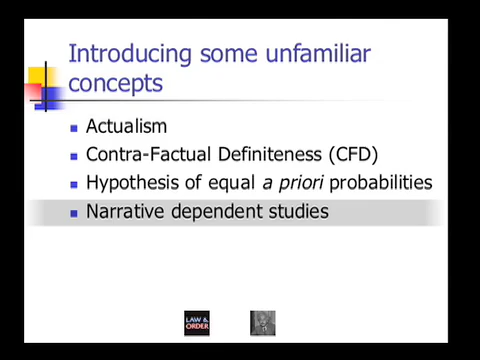 Introducing some unfamiliar
concepts
Actualism
Contra-Factual Definiteness (CFD)
Hypothesis of equal a priori probabilities
Narrative dependent studies
LAW &
ORDER